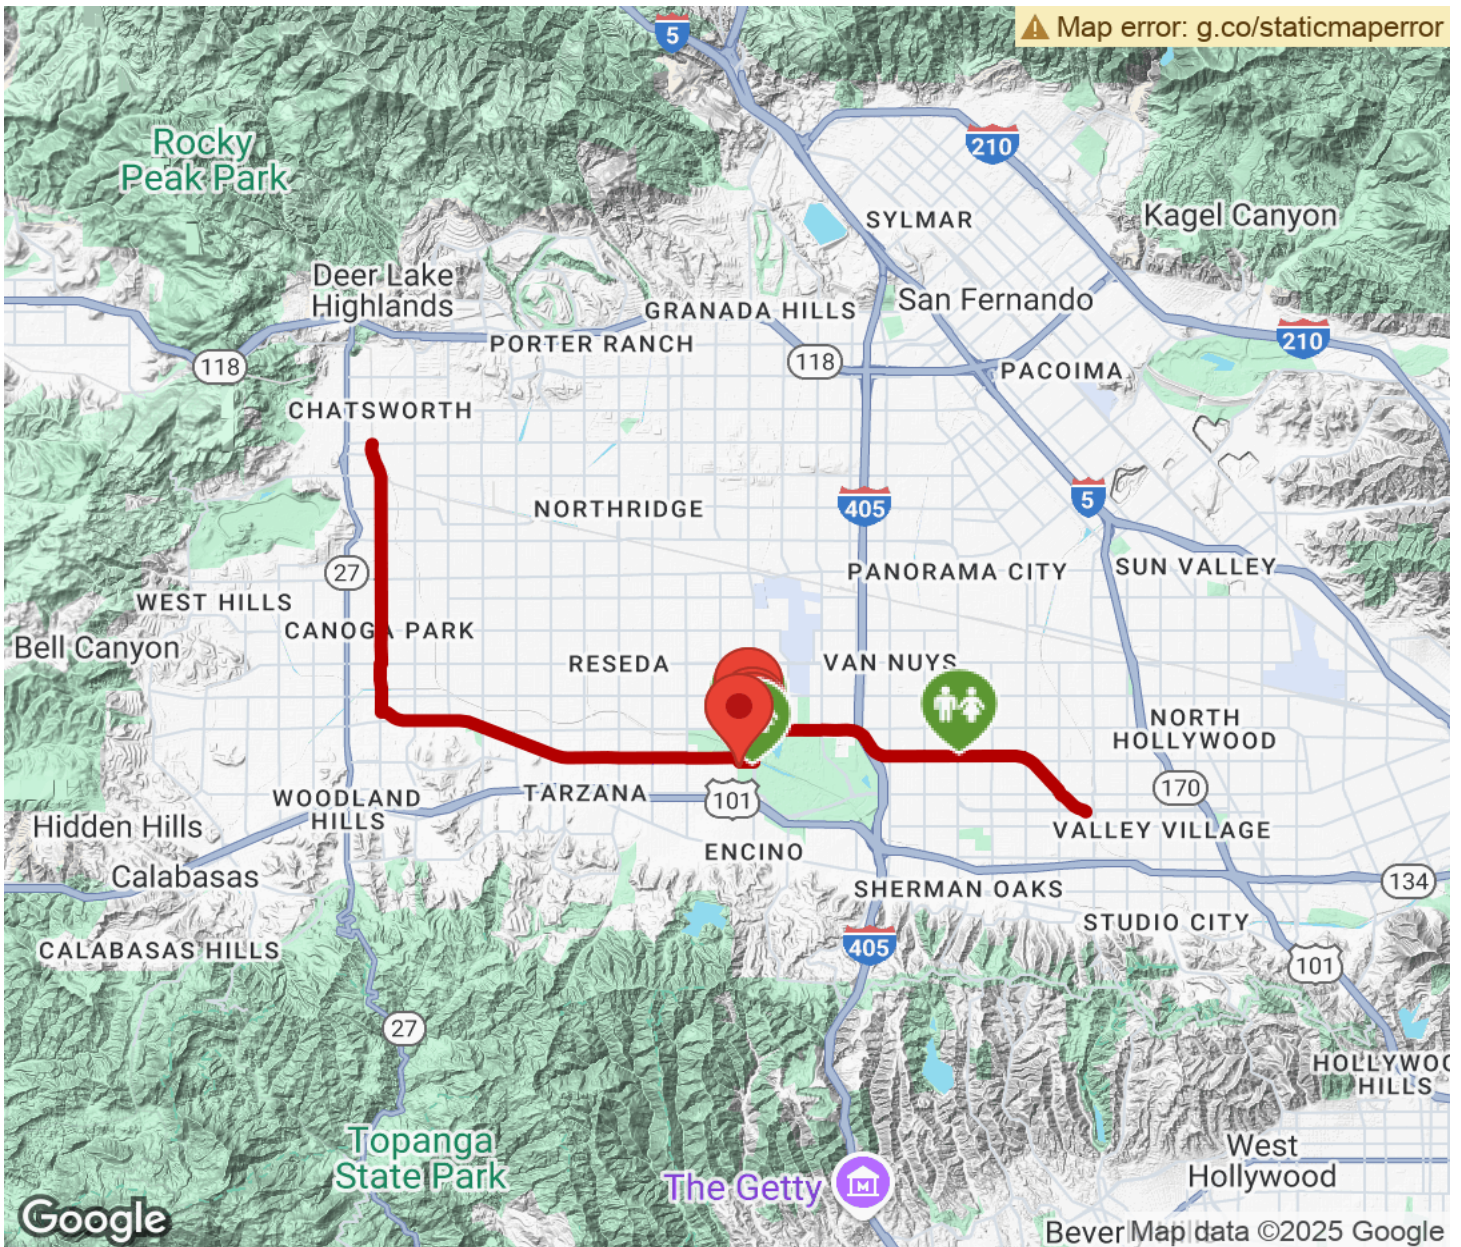 5
Map error: g.co/staticmaperror
Rocky
Peak Park
210
SYLMAR
Kagel Canyon
Deer Lake
Highlands
San Fernando
GRANADA HILLS
PORTER RANCH
118
118
PACOIMA
210
CHATSWORTH
NORTHRIDGE
405
5
27
PANORAMA CITY
SUN VALLEY
WEST HILLS
CANOGA PARK
Bell Canyon
RESEDA
VAN NUYS
NORTH
HOLLYWOOD
WOODLAND
HILLS
TARZANA
101
170
Hidden Hills
VALLEY VILLAGE
ENCINO
Calabasas
SHERMAN OAKS
134
STUDIO CITY
CALABASAS HILLS
405
101
27
HOLLYWOO
HILLS
Topanga
State Park
The Getty
M
West
Hollywood
Google
Bever
Map data ©2025 Google